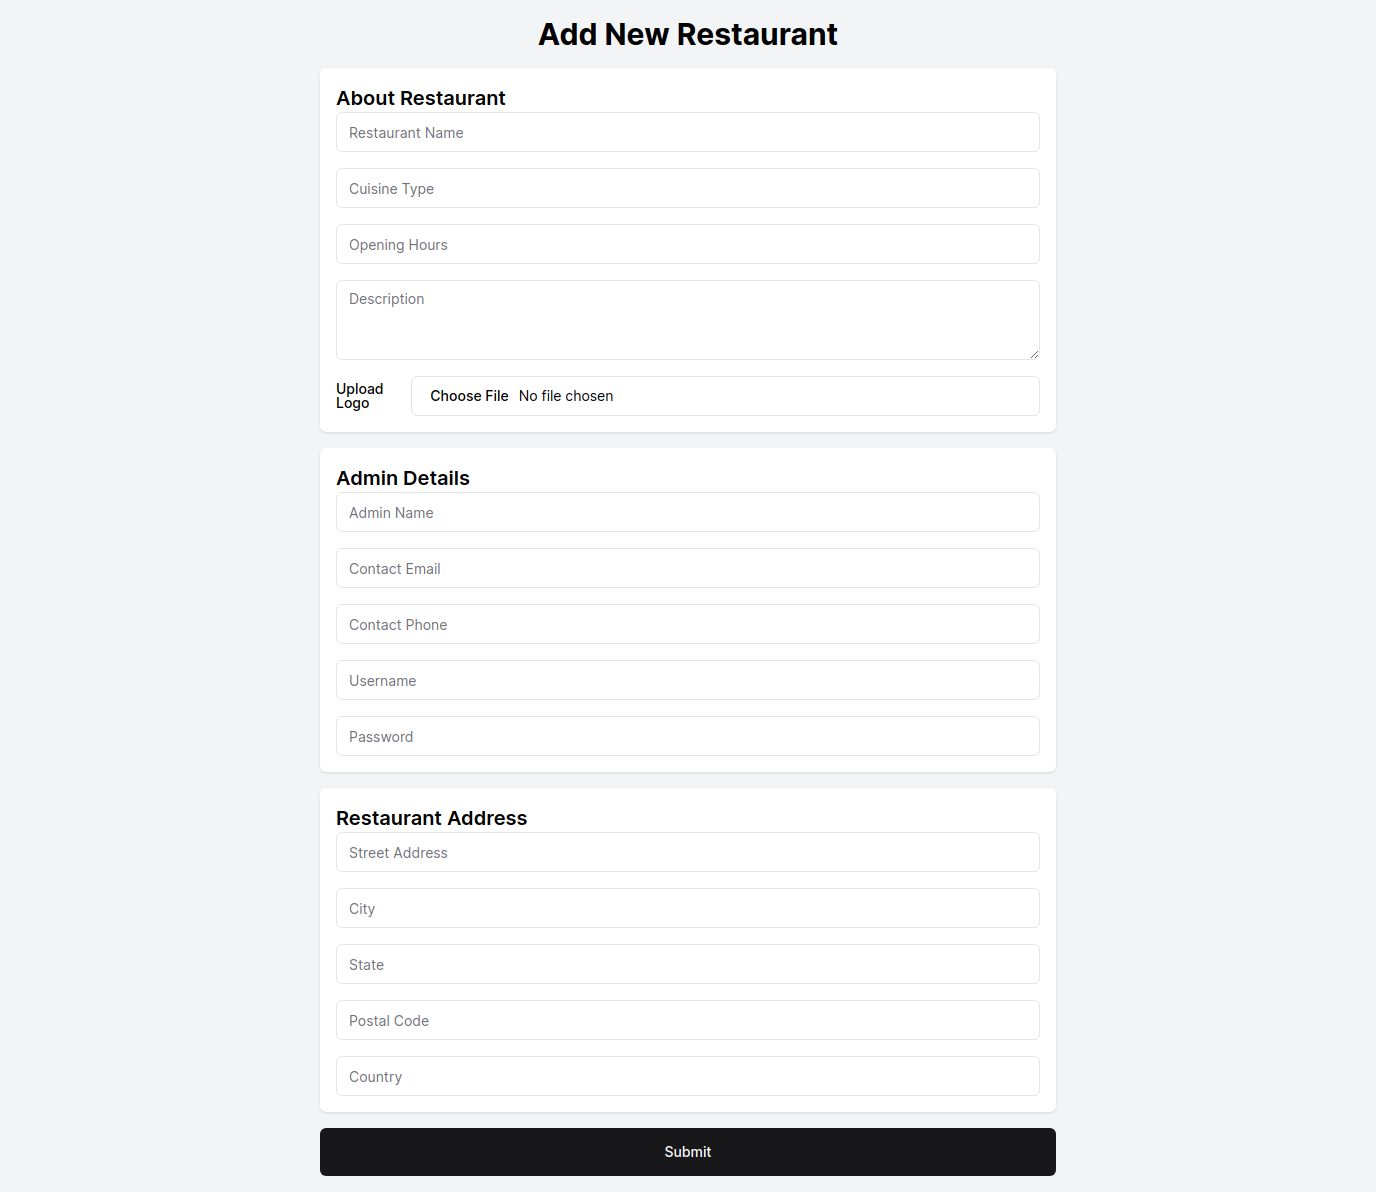 Add New Restaurant
About Restaurant
Restaurant Name
Cuisine Type
Opening Hours
Description
Upload
Logo
Choose File No file chosen
Admin Details
Admin Name
Contact Email
Contact Phone
Username
Password
Restaurant Address
Street Address
City
State
Postal Code
Country
Submit